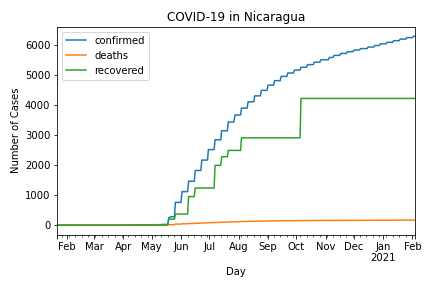 COVID-19 in Nicaragua
confirmed
deaths
recovered
Number of Cases
6000
5000
4000
3000
2000
1000
0
Feb Mar Apr May Jun Jul Aug Sep Oct Nov Dec Jan Feb
2021
Day